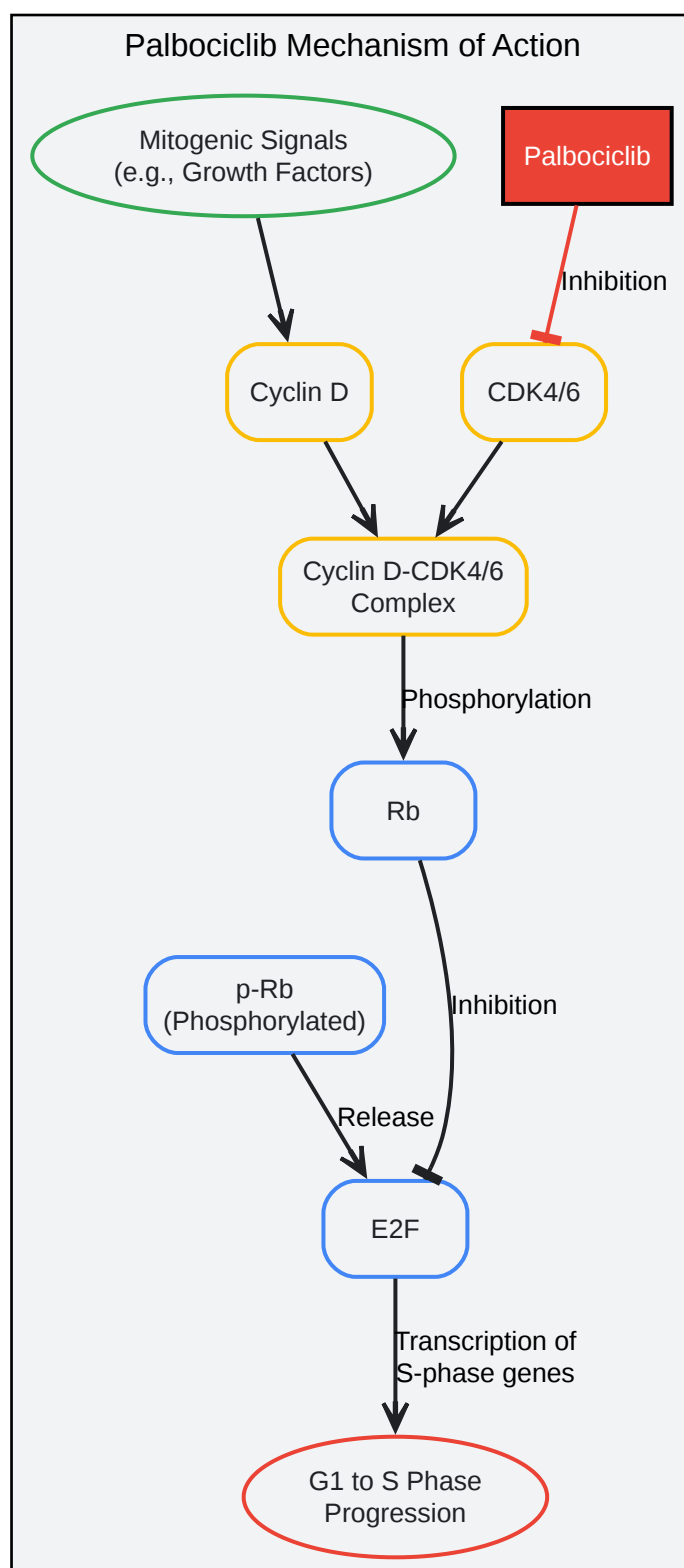 Palbociclib Mechanism of Action
Mitogenic Signals
(e.g., Growth Factors)
Palbociclib
Inhibition
Cyclin D
CDK4/6
Cyclin D-CDK4/6
Complex
Phosphorylation
Rb
p-Rb
(Phosphorylated)
Inhibition
Release
E2F
Transcription of
S-phase genes
G1 to S Phase
Progression